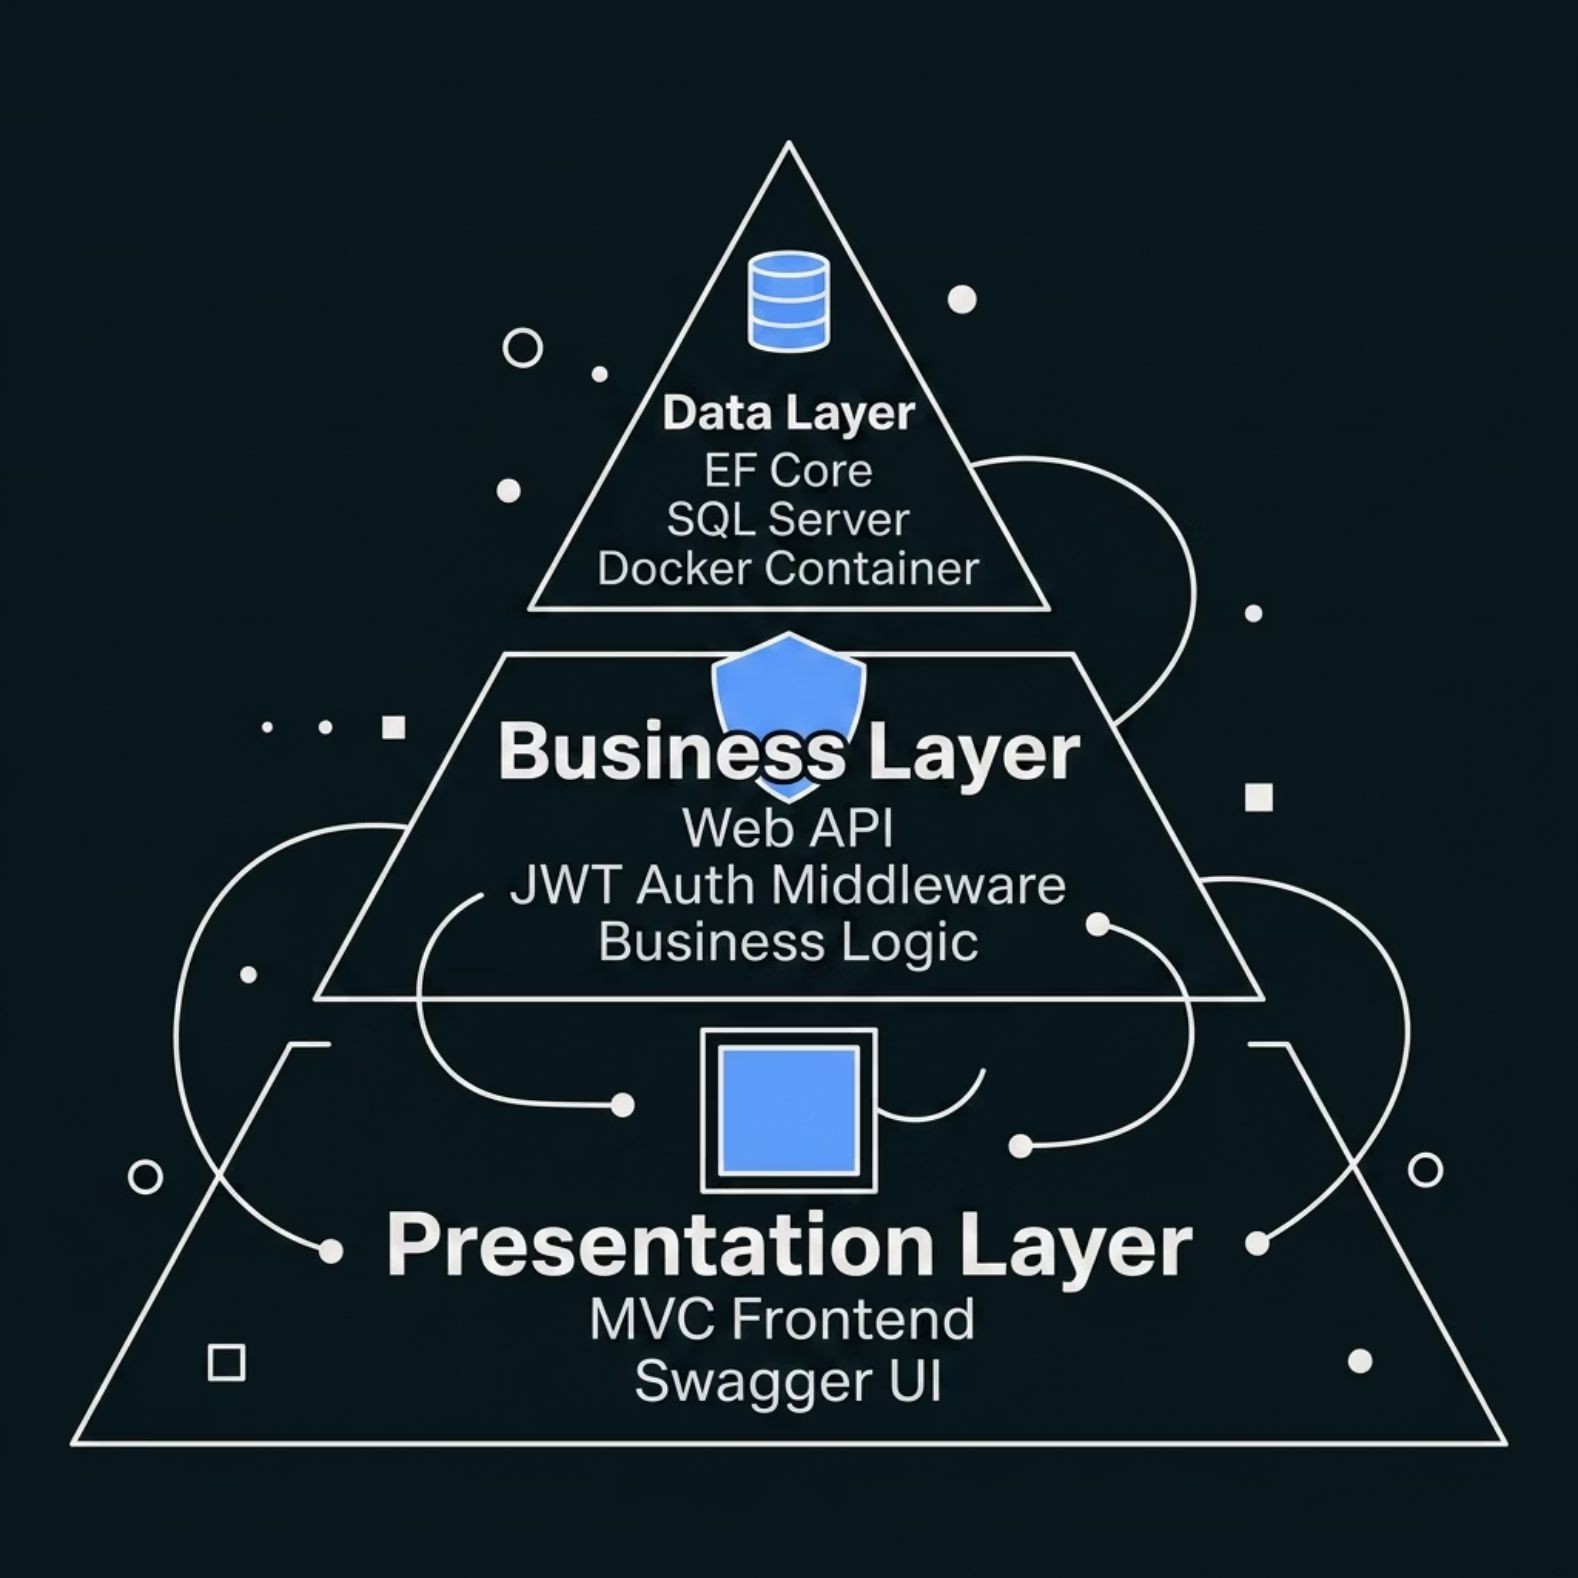 Data Layer
EF Core
SQL Server
Docker Container
Business Layer
Web API
JWT Auth Middleware
Business Logic
Presentation Layer
MVC Frontend
Swagger UI